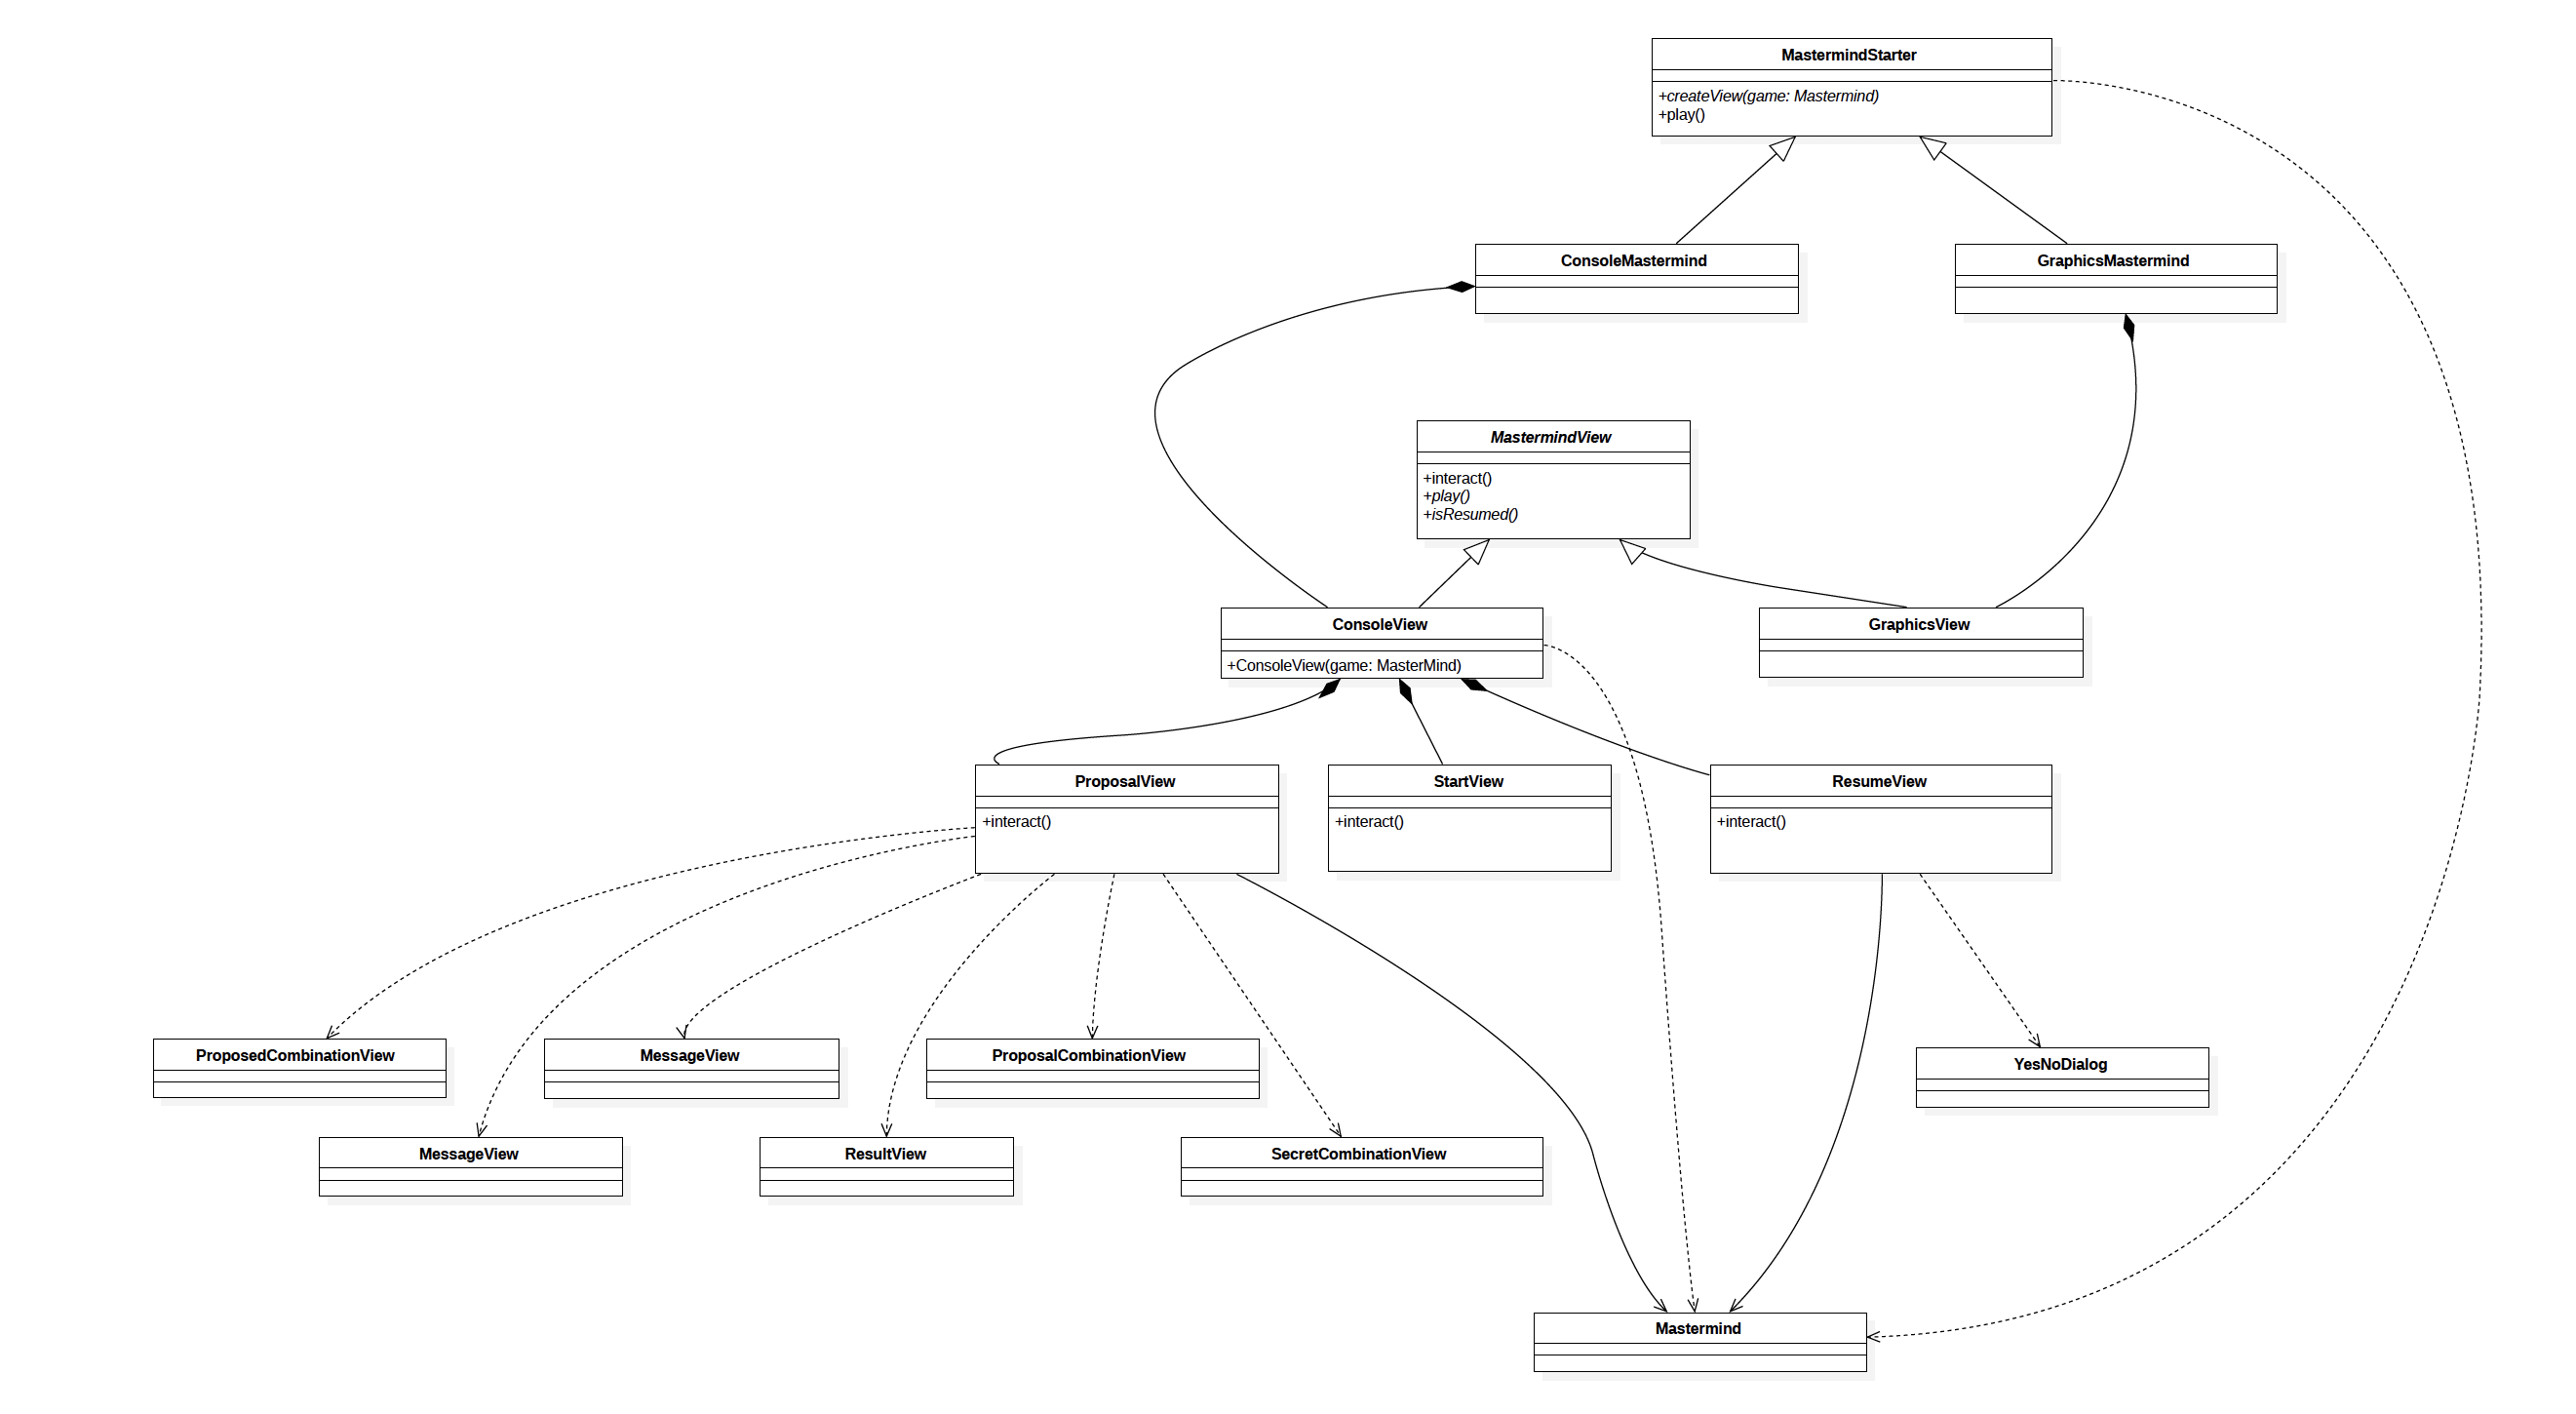 MastermindStarter
+createView(game: Mastermind)
+play()
ConsoleMastermind
GraphicsMastermind
MastermindView
+interact()
+play()
+isResumed()
ConsoleView
+ConsoleView(game: MasterMind)
GraphicsView
ProposalView
+interact()
StartView
+interact()
ResumeView
+interact()
ProposedCombinationView
MessageView
ProposalCombinationView
YesNoDialog
MessageView
ResultView
SecretCombinationView
Mastermind